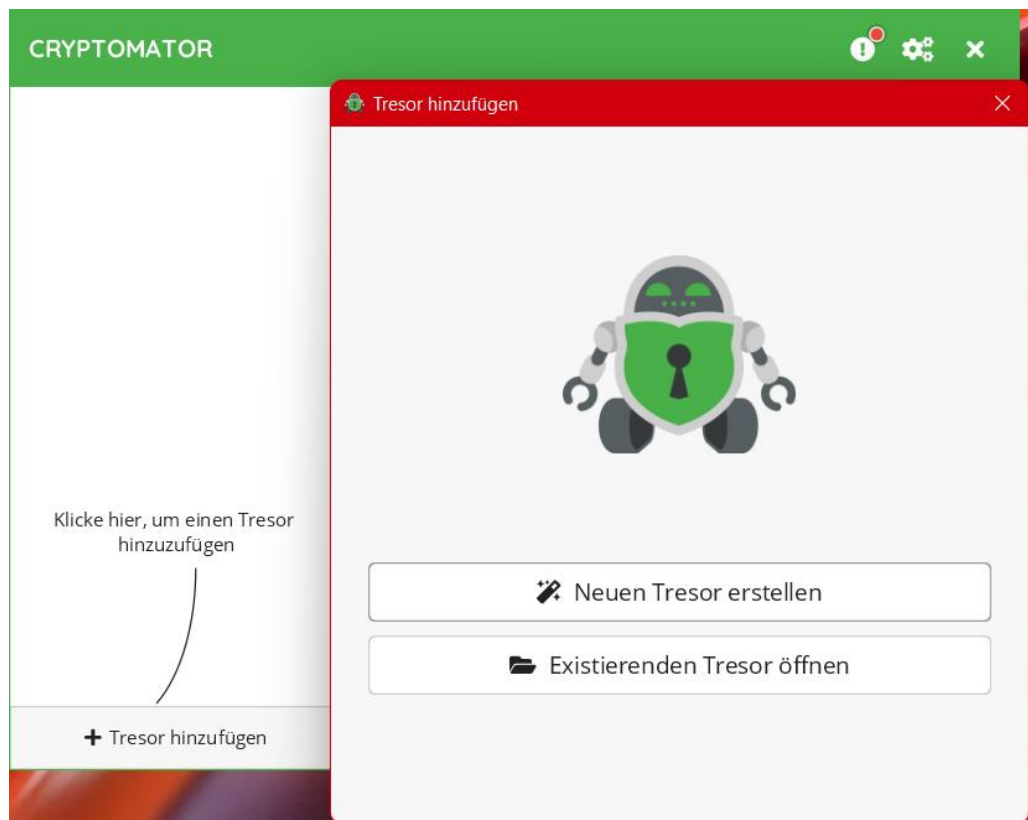 CRYPTOMATOR
Tresor hinzufügen
Klicke hier, um einen Tresor
hinzuzufügen
Neuen Tresor erstellen
Existierenden Tresor öffnen
Tresor hinzufügen